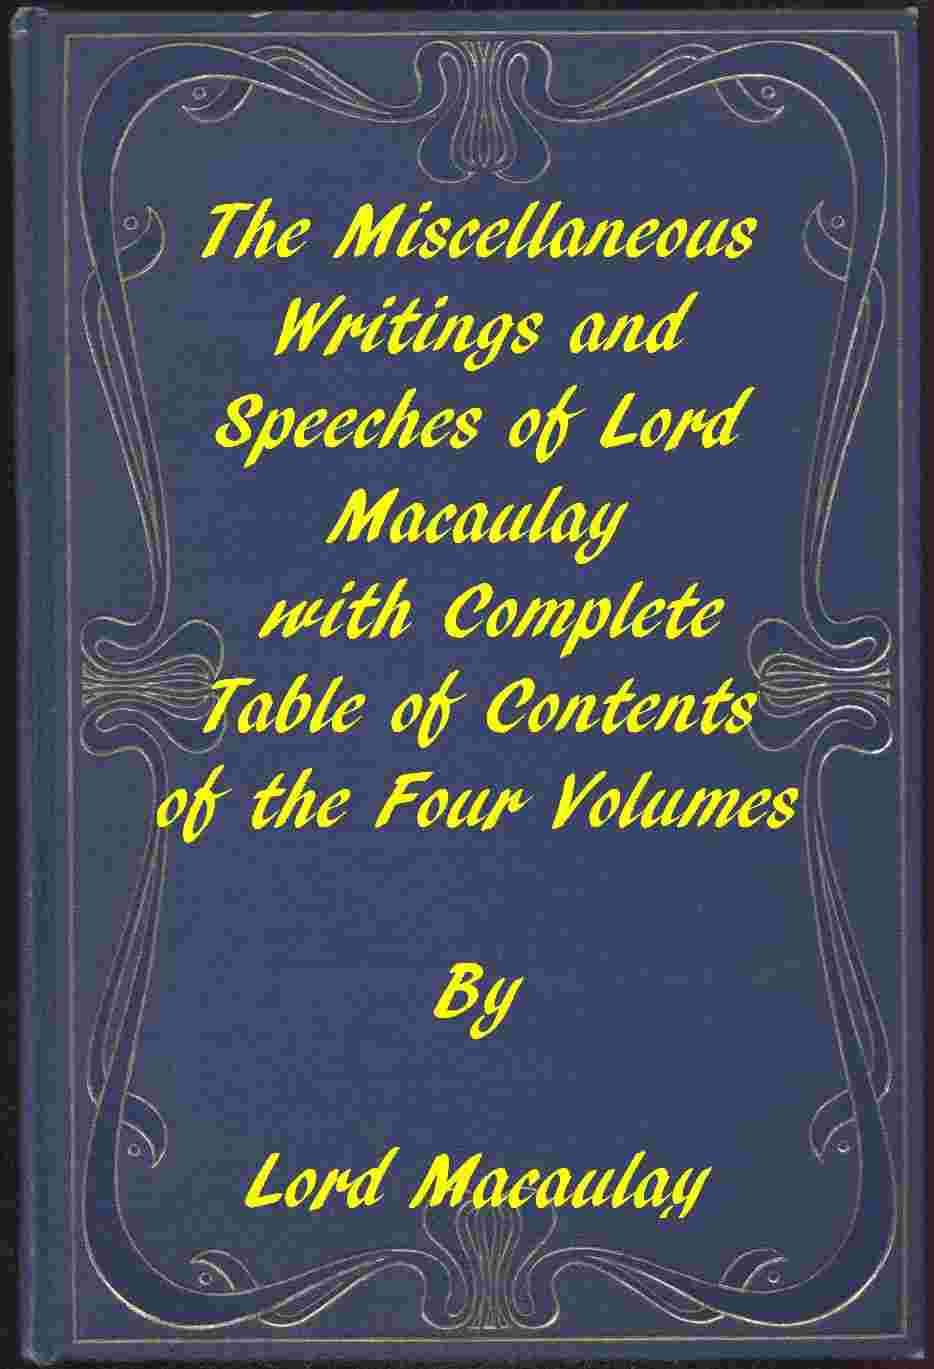 The Miscellaneous
Writings and
Speeches of Lord
Macaulay
with Complete
Table of Contents
of the Four Volumes
By
Lord Macaulay